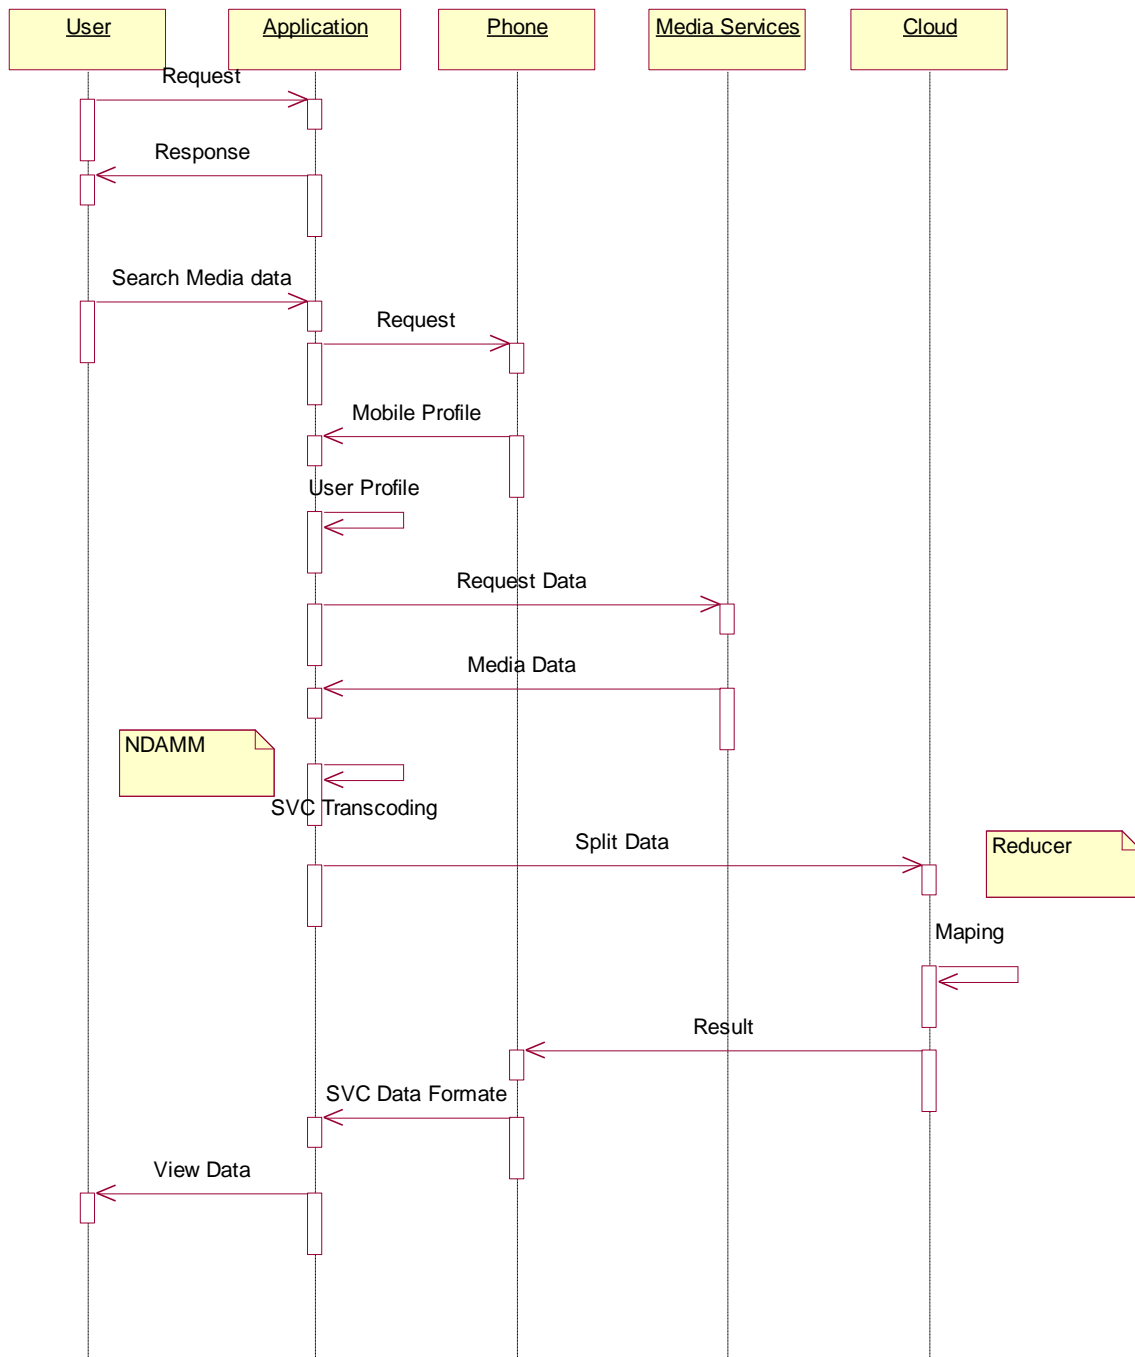 User
Application
Phone
Media Services
Cloud
Request
Response
Search Media data
Request
Mobile Profile
User Profile
Request Data
Media Data
NDAMM
SVC Transcoding
Split Data
Reducer
Maping
Result
SVC Data Formate
View Data